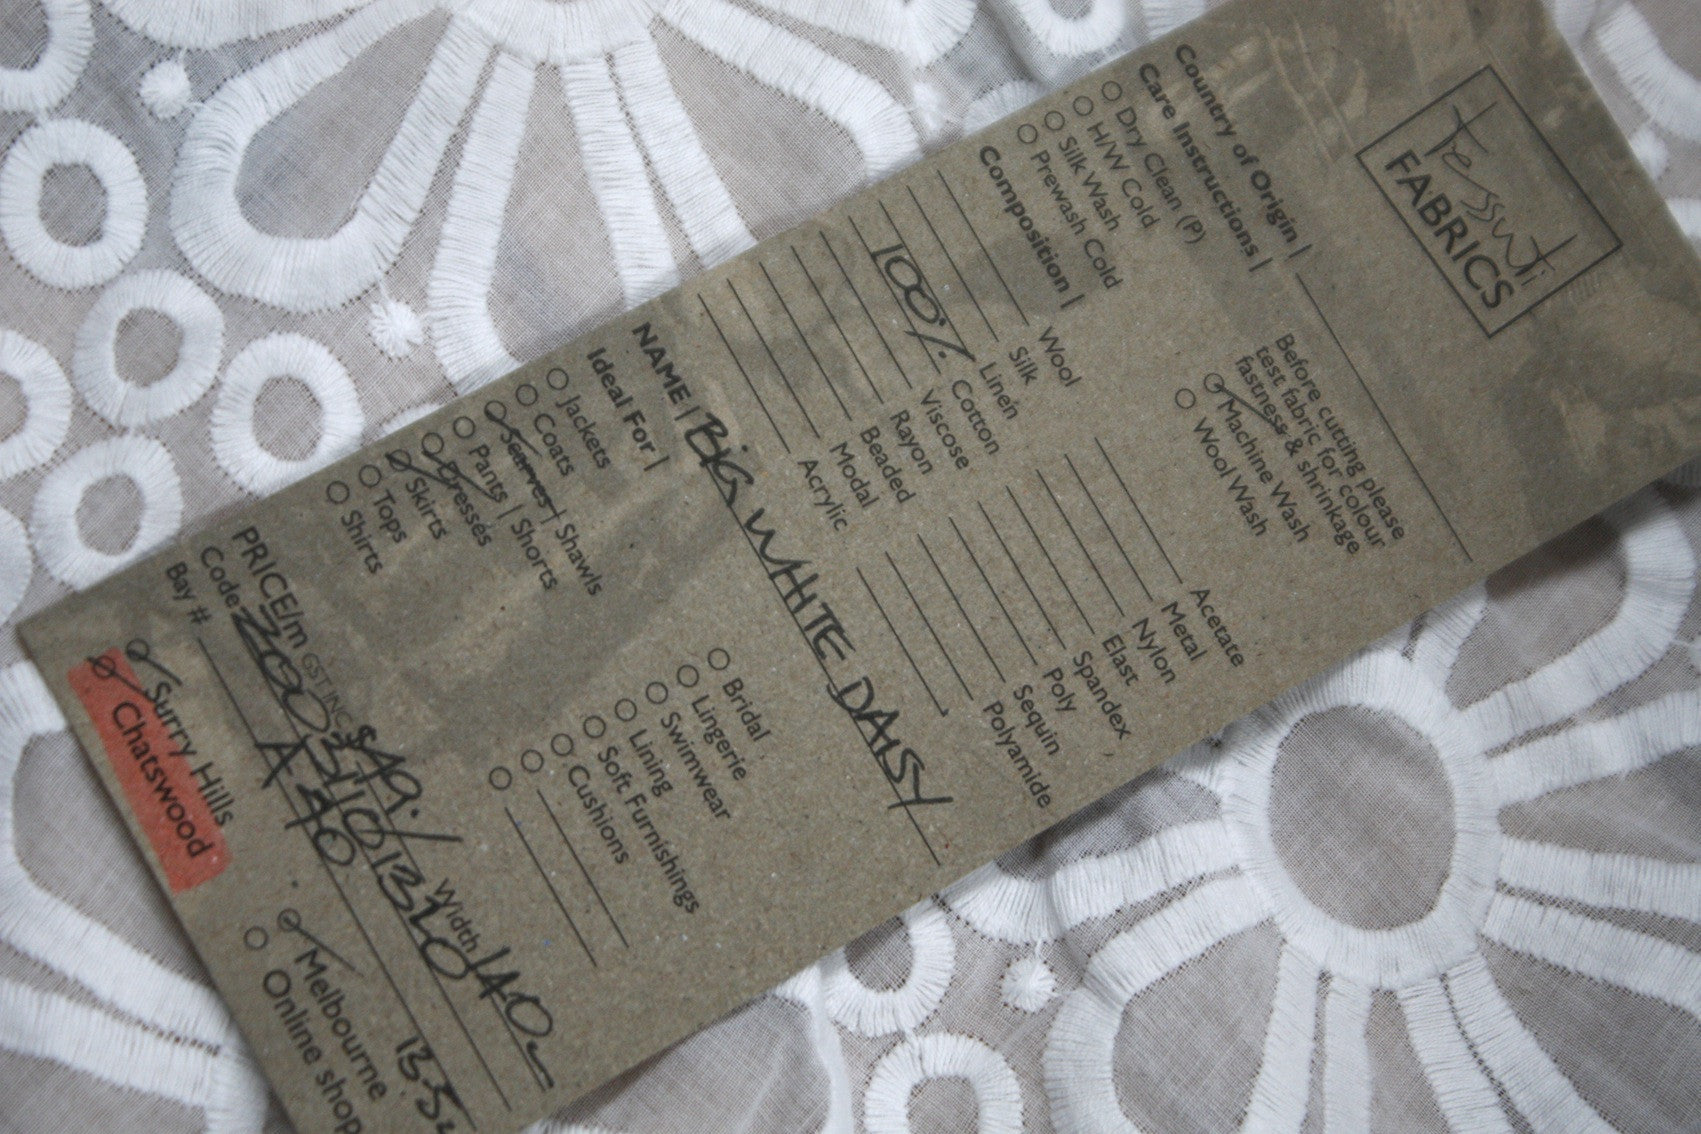 Tessuti
FABRICS
Country of Origin |
Care Instructions |
Dry Clean (P)
H/W Cold
Silk Wash
Prewash Cold
Machine Wash
Wool Wash
Before cutting please
test fabric for colour
fastness & shrinkage
Composition |
Wool
Silk
Linen
100% Cotton
Viscose
Rayon
Beaded
Modal
Acrylic
Acetate
Metal
Nylon
Elast
Spandex
Poly
Sequin
Polyamide
NAME | BIG WHITE DAISY
Ideal For |
Jackets
Coats
Scarves | Shawls
Pants | Shorts
Dresses
Skirts
Tops
Shirts
Bridal
Lingerie
Swimwear
Lining
Soft Furnishings
Cushions
PRICE/m GST INC $49.
Width 140
Code
Bay # A 40
Surry Hills
Chatswood
Melbourne
Online shop